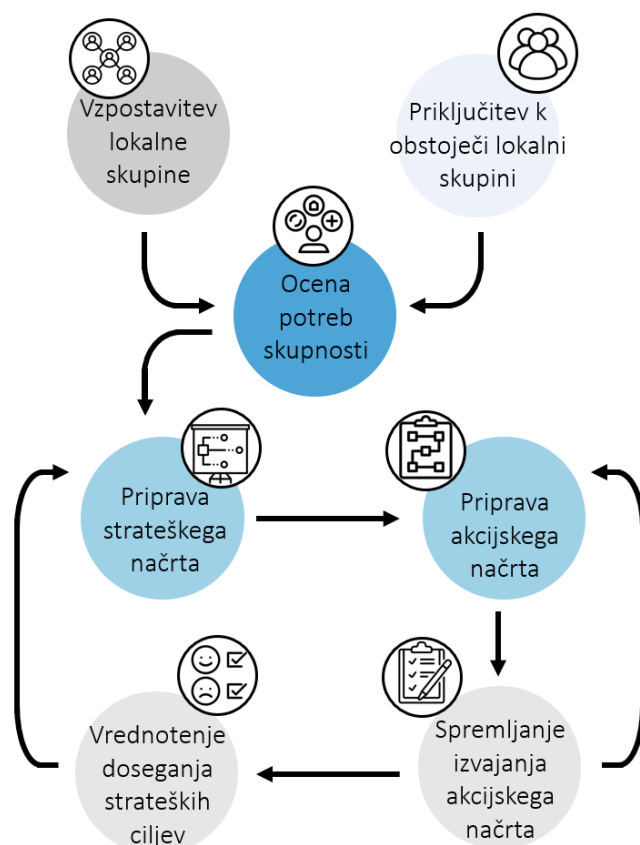 Vzpostavitev
lokalne
skupine
Priključitev k
obstoječi lokalni
skupini
Ocena
potreb
skupnosti
Priprava
strateškega
načrta
Priprava
akcijskega
načrta
Vrednotenje
doseganja
strateških
ciljev
Spremljanje
izvajanja
akcijskega
načrta